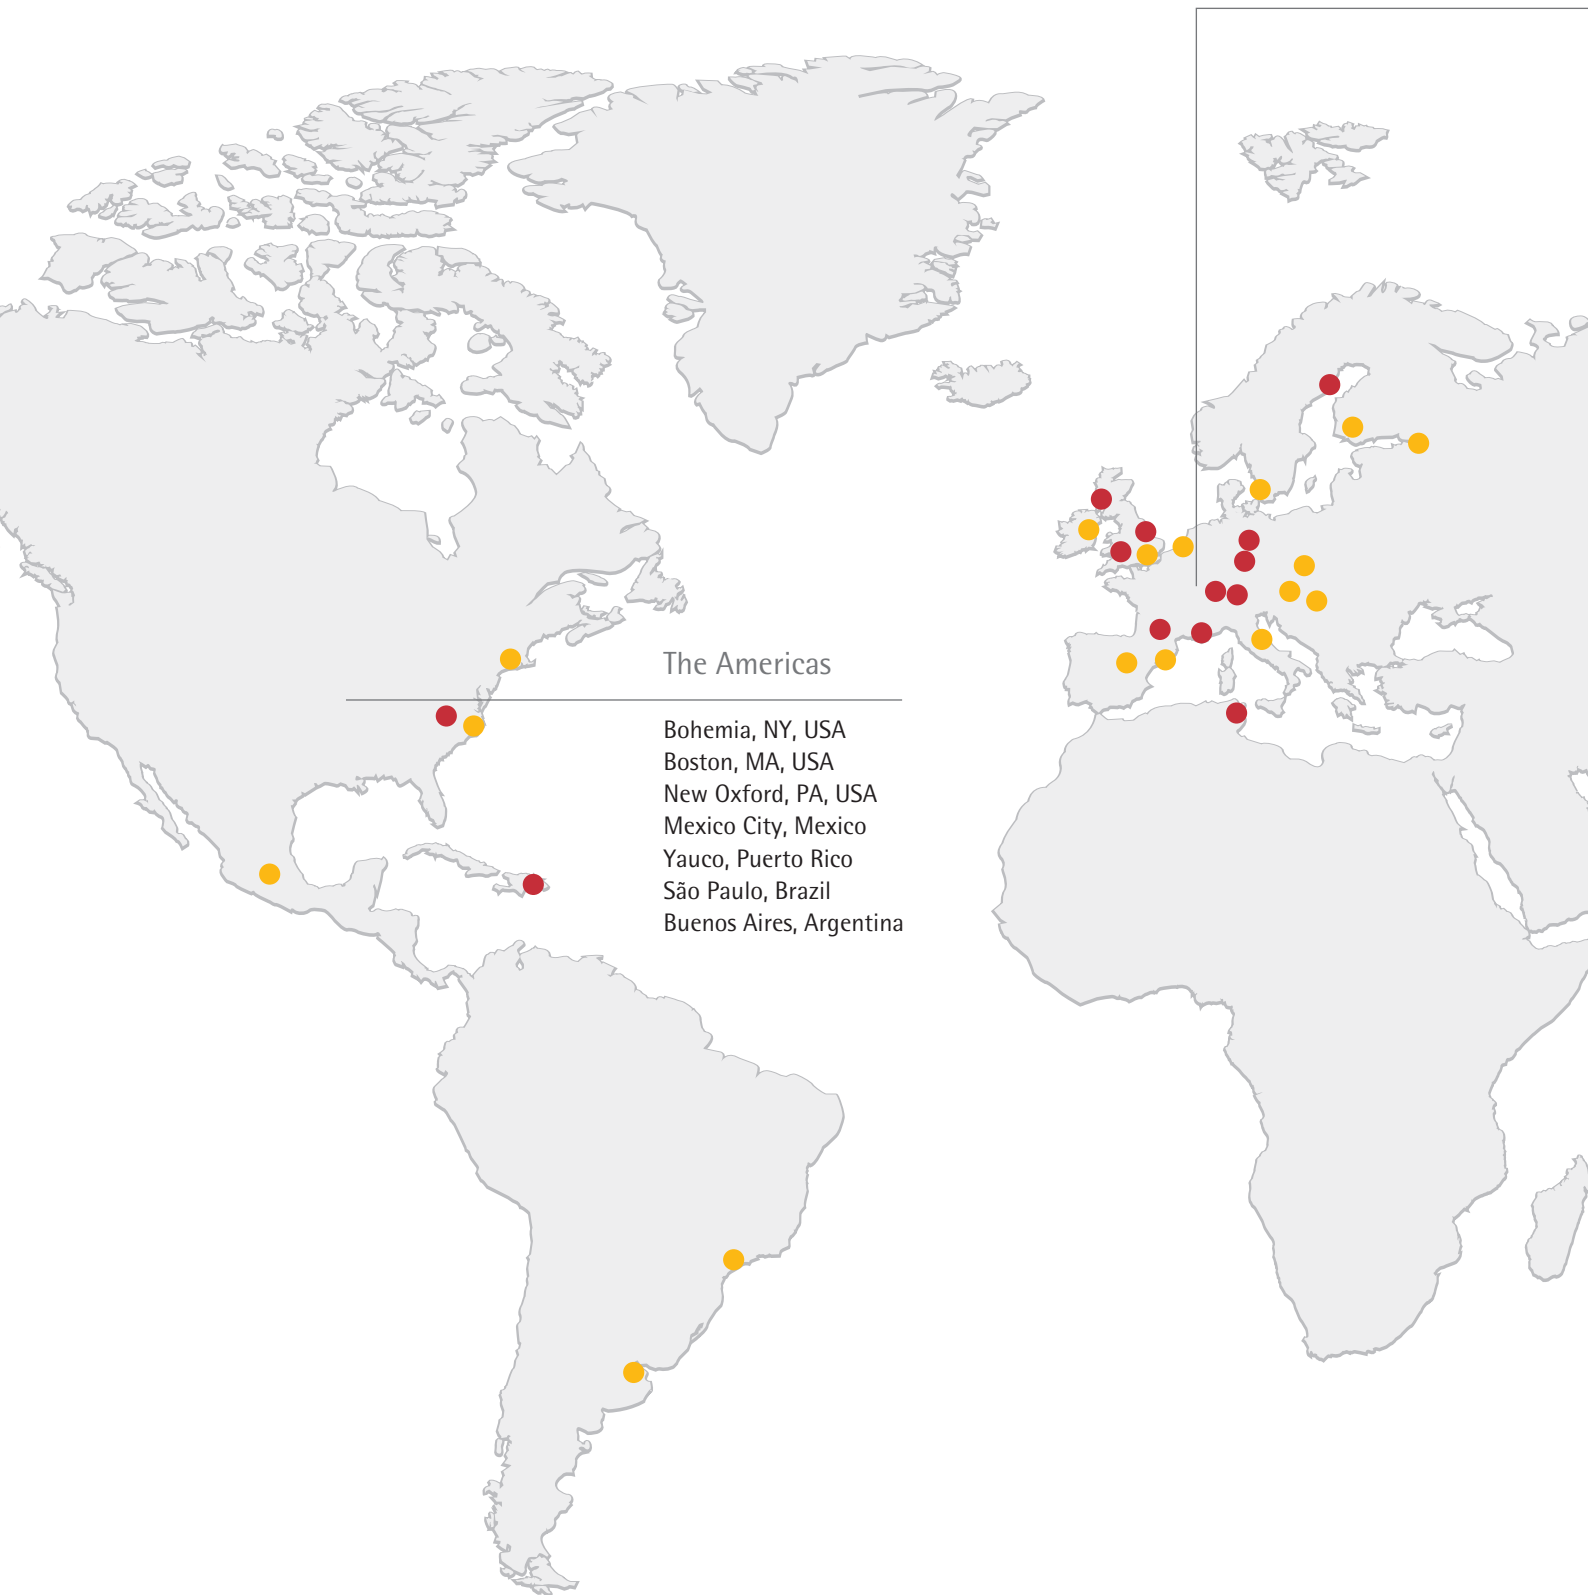 The Americas
Bohemia, NY, USA
Boston, MA, USA
New Oxford, PA, USA
Mexico City, Mexico
Yauco, Puerto Rico
São Paulo, Brazil
Buenos Aires, Argentina